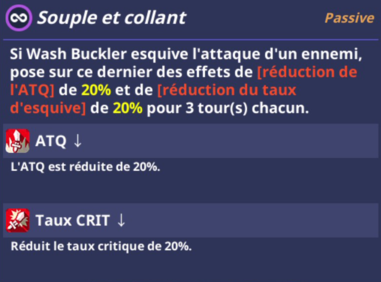 Souple et collant
Passive
Si Wash Buckler esquive l'attaque d'un ennemi,
pose sur ce dernier des effets de [réduction de
l'ATQ] de 20% et de [réduction du taux
d'esquive] de 20% pour 3 tour(s) chacun.
ATQ ↓
L'ATQ est réduite de 20%.
Taux CRIT ↓
Réduit le taux critique de 20%.